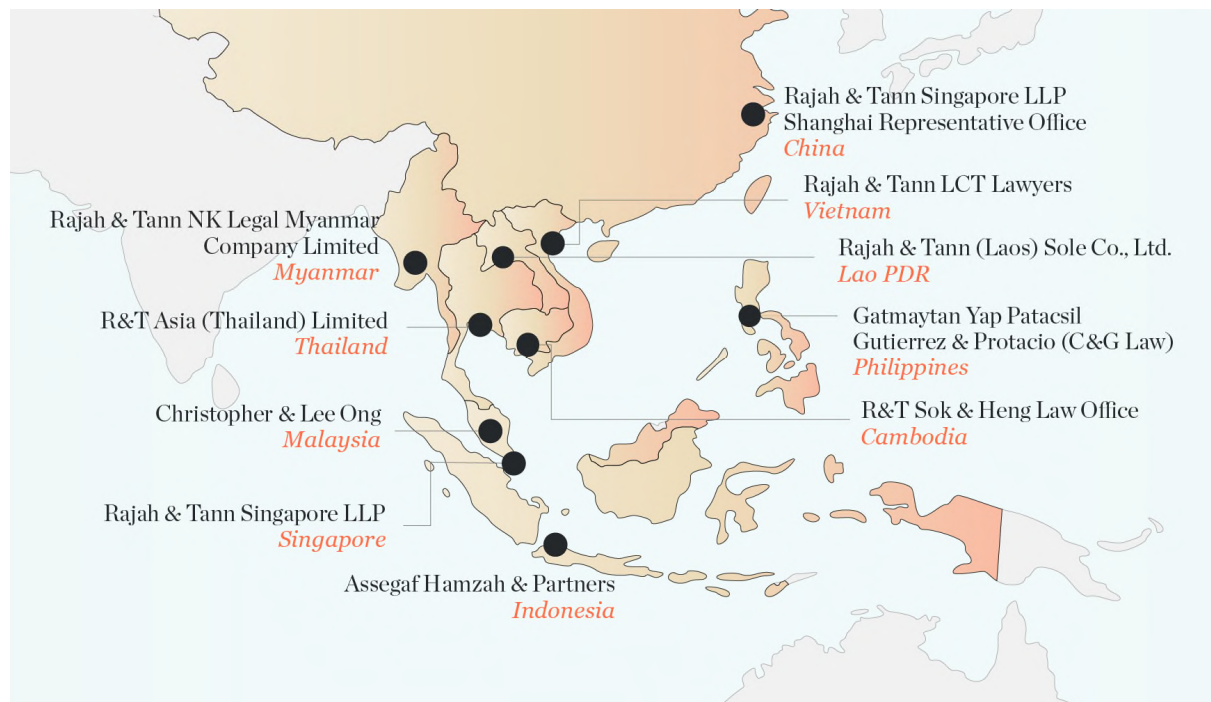 Rajah & Tann Singapore LLP
Shanghai Representative Office
China
Rajah & Tann LCT Lawyers
Vietnam
Rajah & Tann NK Legal Myanmar
Company Limited
Myanmar
Rajah & Tann (Laos) Sole Co., Ltd.
Lao PDR
R&T Asia (Thailand) Limited
Thailand
Gatmaytan Yap Patacsil
Gutierrez & Protacio (C&G Law)
Philippines
Christopher & Lee Ong
Malaysia
R&T Sok & Heng Law Office
Cambodia
Rajah & Tann Singapore LLP
Singapore
Assegaf Hamzah & Partners
Indonesia